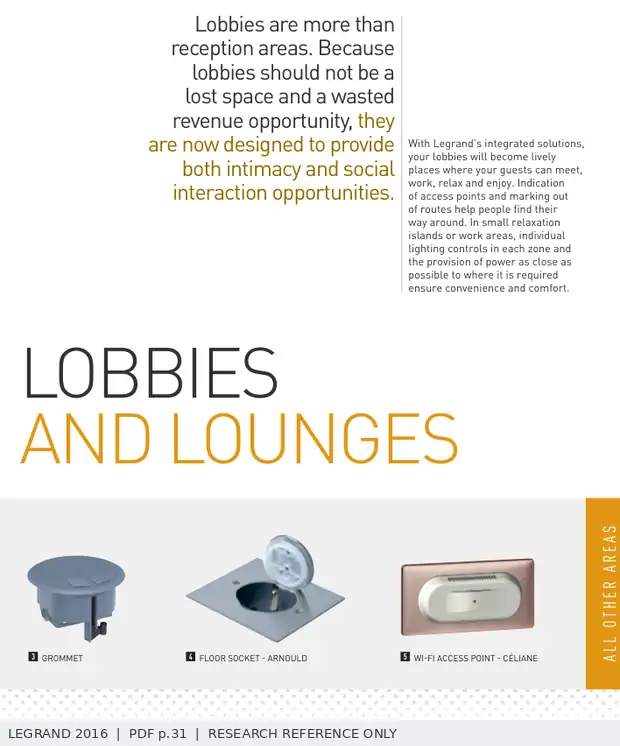 Lobbies are more than
reception areas. Because
lobbies should not be a
lost space and a wasted
revenue opportunity, they
are now designed to provide
both intimacy and social
interaction opportunities.
With Legrand's integrated solutions,
your lobbies will become lively
places where your guests can meet,
work, relax and enjoy. Indication
of access points and marking out
of routes help people find their
way around. In small relaxation
islands or work areas, individual
lighting controls in each zone and
the provision of power as close as
possible to where it is required
ensure convenience and comfort.
LOBBIES
AND LOUNGES
ALL OTHER AREAS
3 GROMMET
4 FLOOR SOCKET - ARNOULD
5 WI-FI ACCESS POINT - CÉLIANE
LEGRAND 2016 | PDF p.31 | RESEARCH REFERENCE ONLY